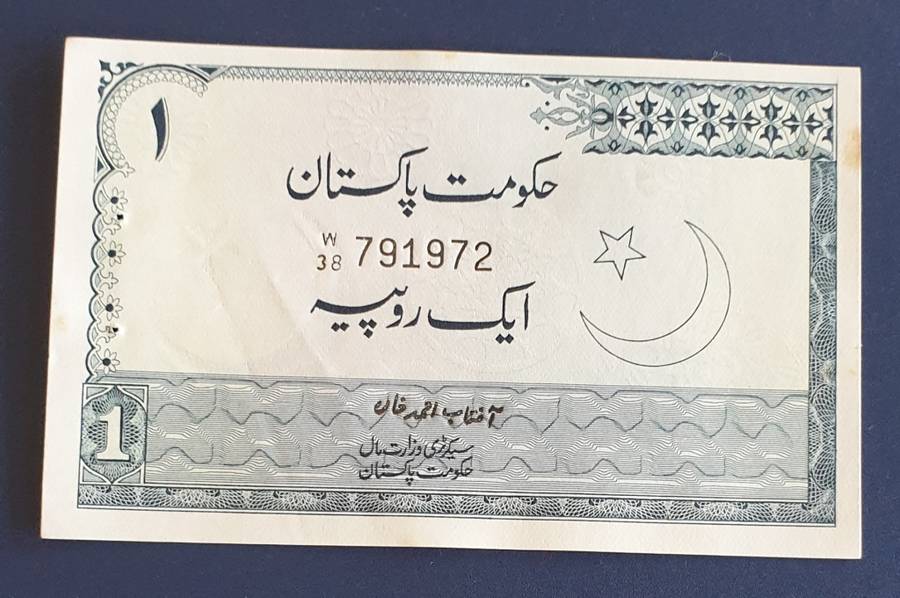 ۱
حکومت پاکستان
W
38 791972
ایک روپیہ
آفتاب احمد خان
سیکرٹری وزارت مال
حکومت پاکستان
1